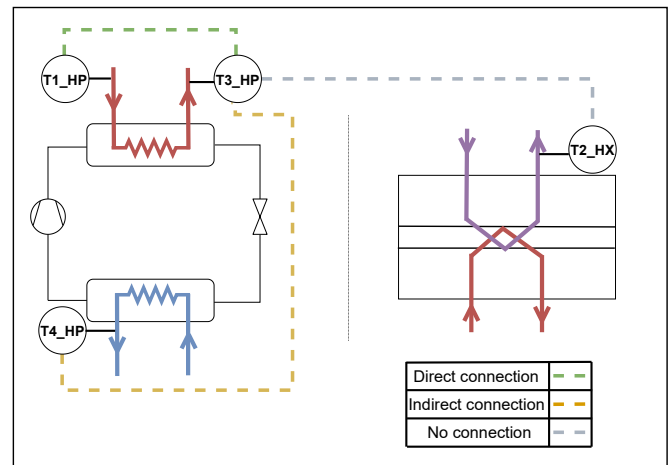 T1_HP
T3_HP
T2_HX
T4_HP
Direct connection
Indirect connection
No connection